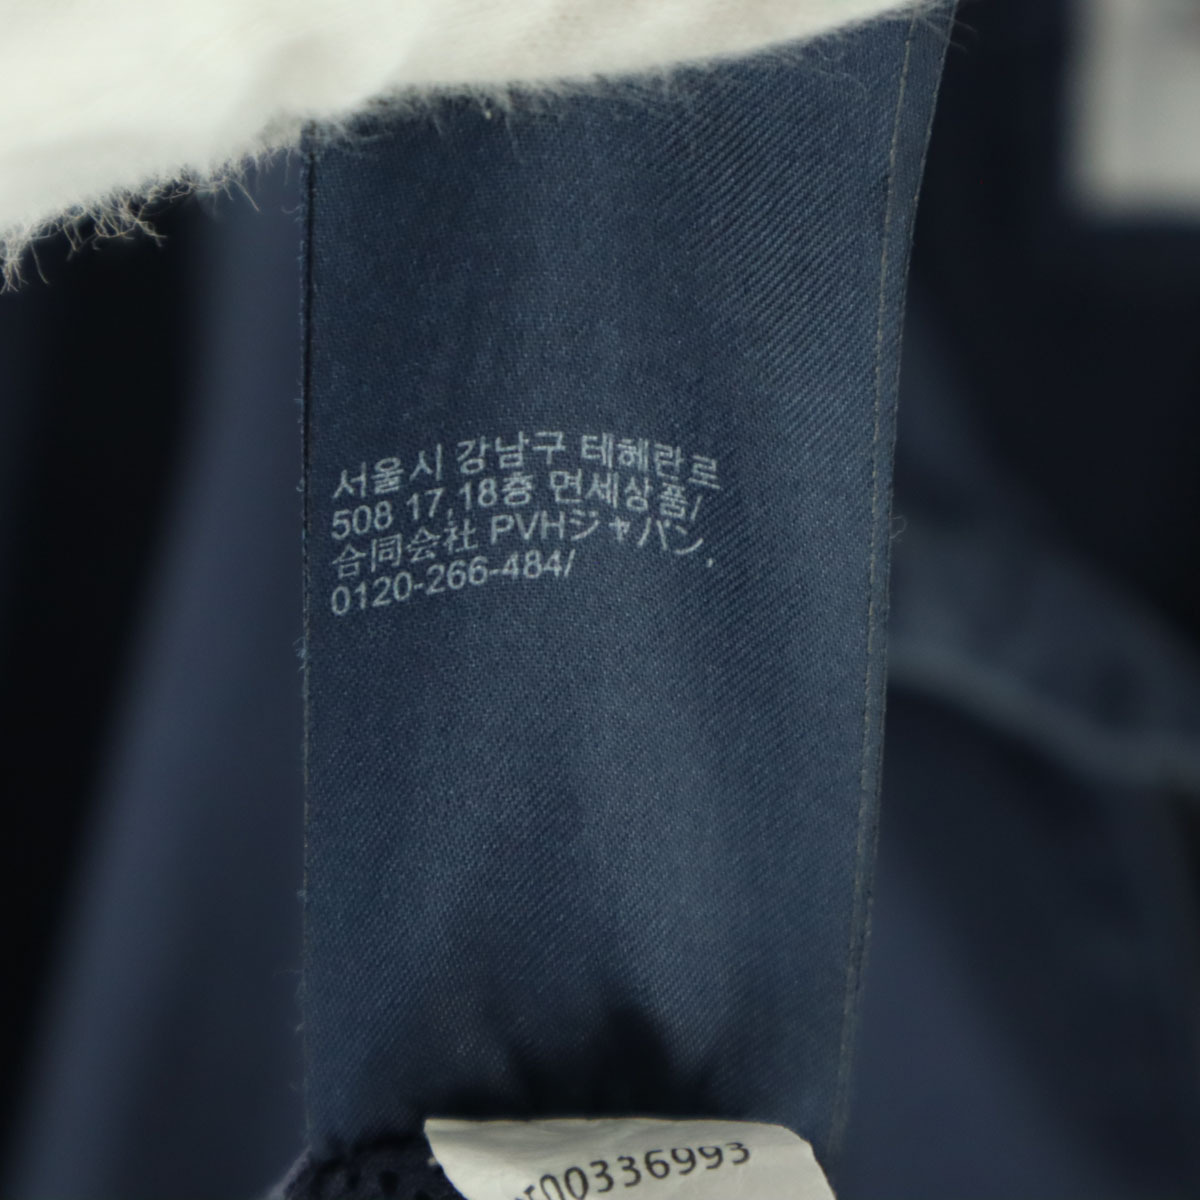 서울시 강남구 테헤란로
508 17,18층 면세상품/
合同会社 PVHジャパン,
0120-266-484/
00336993